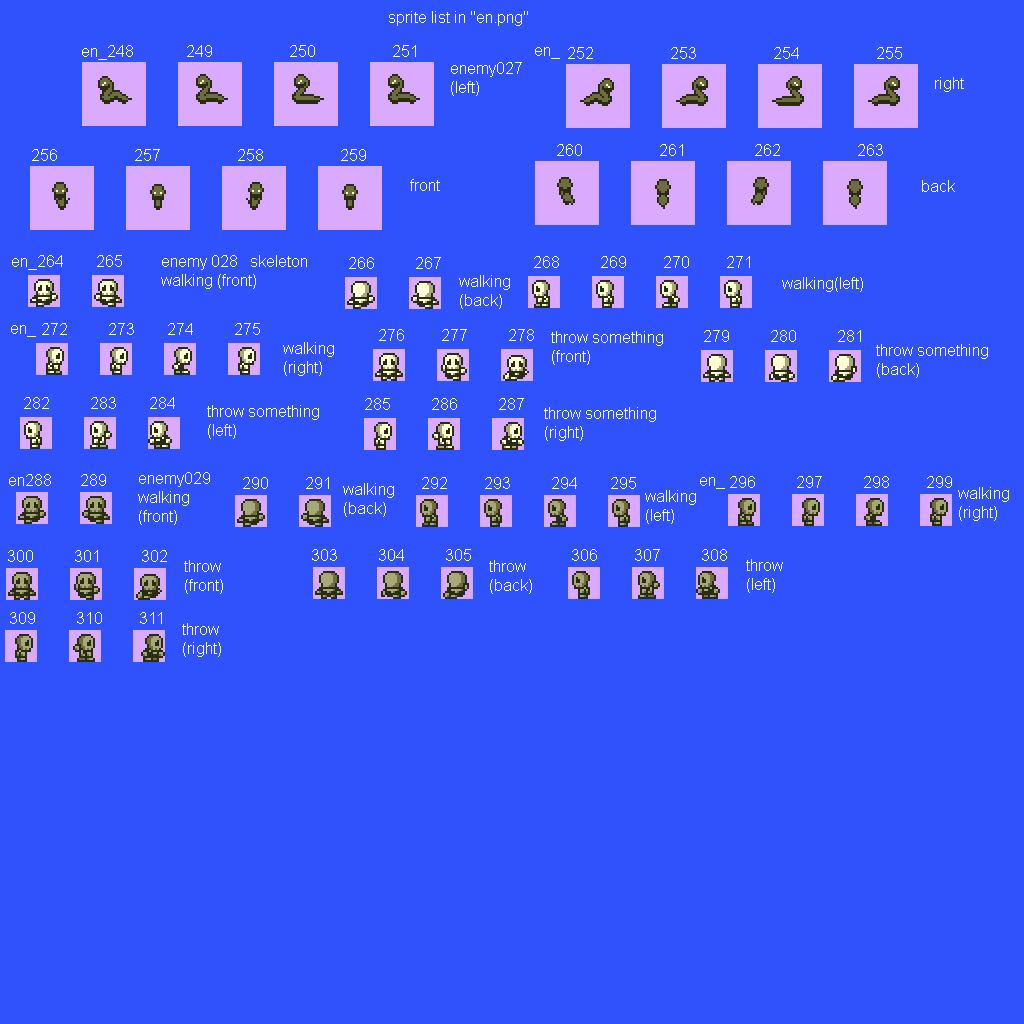 sprite list in "en.png"
en_248 249 250 251 enemy027
(left)
en_ 252 253 254 255 right
256 257 258 259 front
260 261 262 263 back
en_264 265 enemy 028 skeleton
walking (front)
266 267 walking
(back)
268 269 270 271 walking(left)
en_ 272 273 274 275 walking
(right)
276 277 278 throw something
(front)
279 280 281 throw something
(back)
282 283 284 throw something
(left)
285 286 287 throw something
(right)
en288 289 enemy029
walking
(front)
290 291 walking
(back)
292 293 294 295 walking
(left)
en_ 296 297 298 299 walking
(right)
300 301 302 throw
(front)
303 304 305 throw
(back)
306 307 308 throw
(left)
309 310 311 throw
(right)